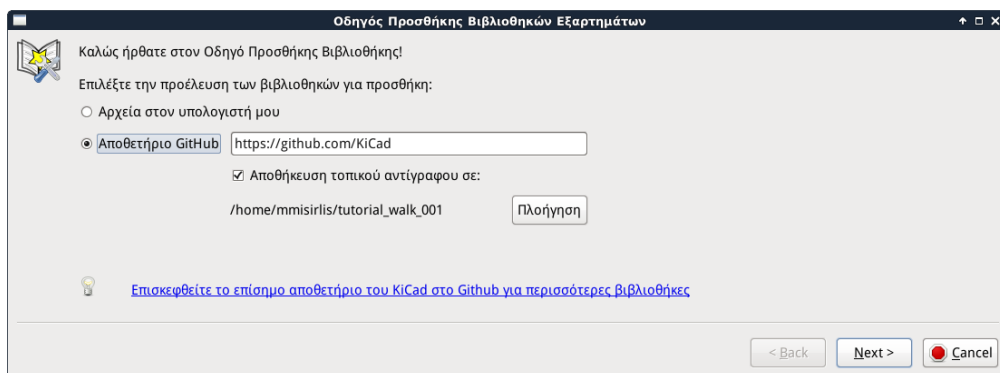 Οδηγός Προσθήκης Βιβλιοθηκών Εξαρτημάτων
Καλώς ήρθατε στον Οδηγό Προσθήκης Βιβλιοθήκης!
Επιλέξτε την προέλευση των βιβλιοθηκών για προσθήκη:
Αρχεία στον υπολογιστή μου
Αποθετήριο GitHub https://github.com/KiCad
Αποθήκευση τοπικού αντίγραφου σε:
/home/mmisirlis/tutorial_walk_001 Πλοήγηση
Επισκεφθείτε το επίσημο αποθετήριο του KiCad στο Github για περισσότερες βιβλιοθήκες
< Back Next > Cancel